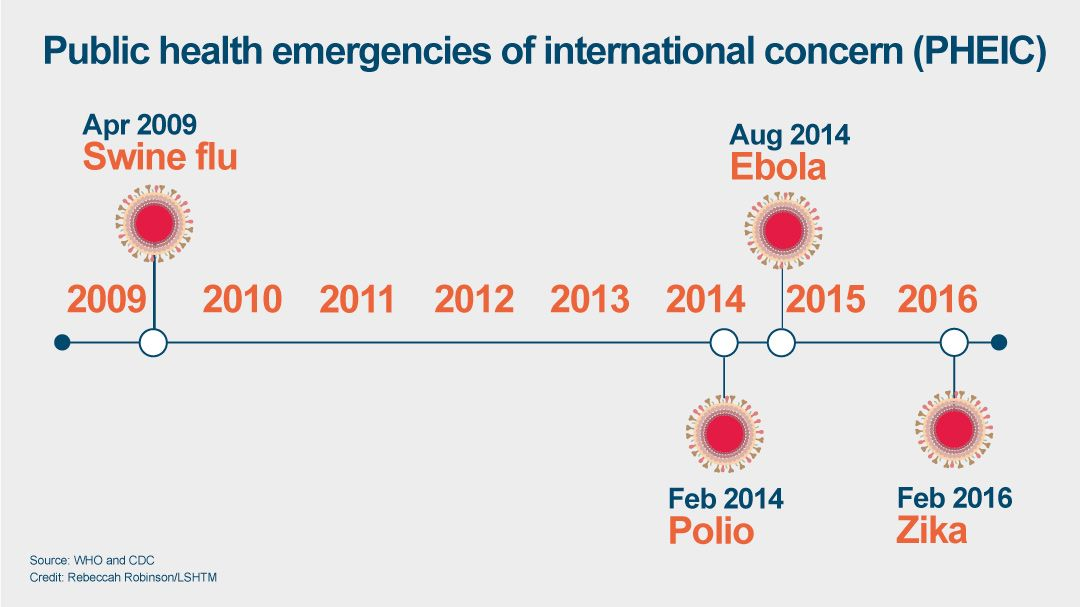 Public health emergencies of international concern (PHEIC)
Apr 2009
Swine flu
Aug 2014
Ebola
2009 2010 2011 2012 2013 2014 2015 2016
Feb 2014
Polio
Feb 2016
Zika
Source: WHO and CDC
Credit: Rebeccah Robinson/LSHTM